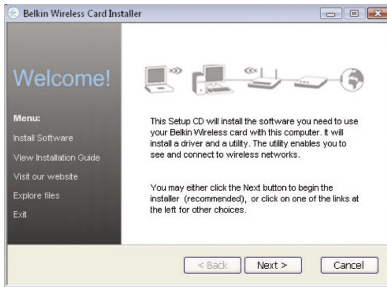 Belkin Wireless Card Installer
Welcome!
Menu:
Install Software
View Installation Guide
Visit our website
Explore files
Exit
This Setup CD will install the software you need to use
your Belkin Wireless card with this computer. It will
install a driver and a utility. The utility enables you to
see and connect to wireless networks.
You may either click the Next button to begin the
installer (recommended), or click on one of the links at
the left for other choices.
< Back
Next >
Cancel